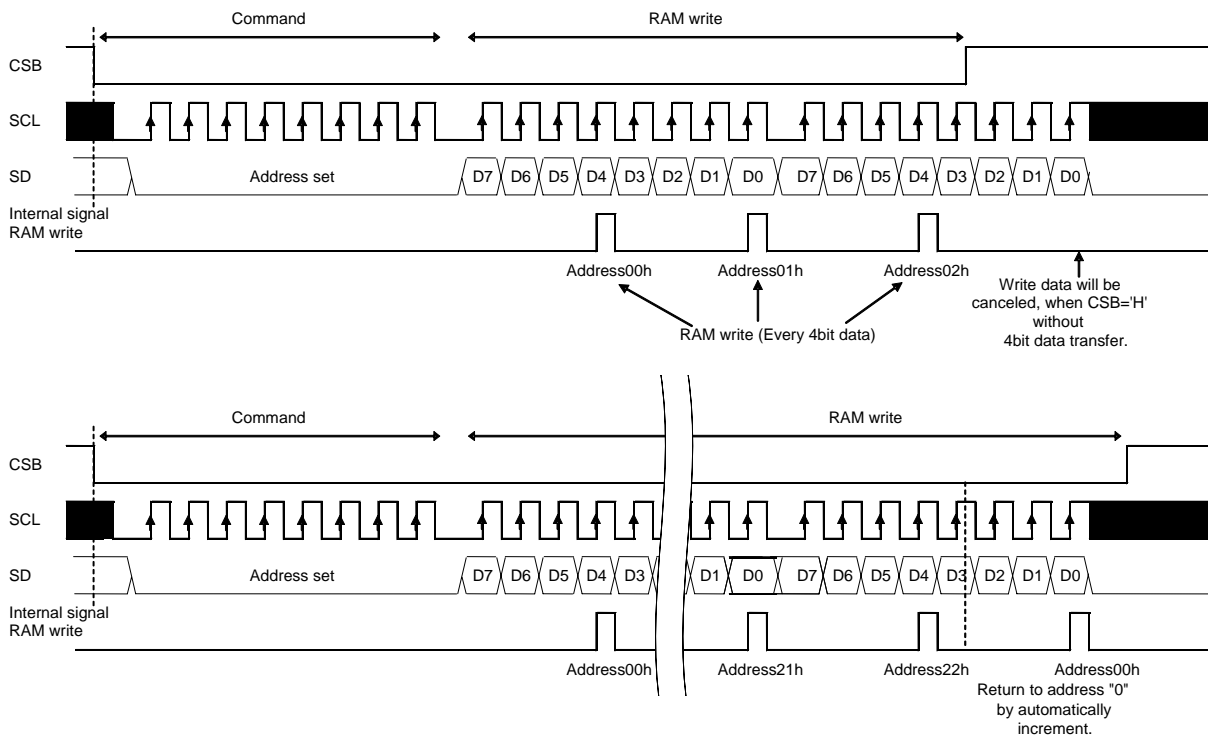 Command RAM write
CSB
SCL
SD Address set D7 D6 D5 D4 D3 D2 D1 D0 D7 D6 D5 D4 D3 D2 D1 D0
Internal signal
RAM write
Address00h Address01h Address02h
Write data will be
canceled, when CSB='H'
without
4bit data transfer.
RAM write (Every 4bit data)
Command RAM write
CSB
SCL
SD Address set D7 D6 D5 D4 D3 D1 D0 D7 D6 D5 D4 D3 D2 D1 D0
Internal signal
RAM write
Address00h Address21h Address22h Address00h
Return to address "0"
by automatically
increment.